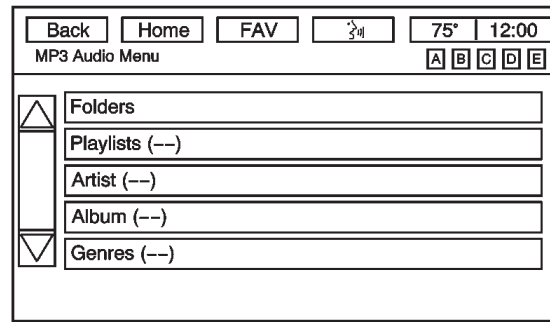 Back Home FAV 75° 12:00
MP3 Audio Menu A B C D E
Folders
Playlists (--)
Artist (--)
Album (--)
Genres (--)